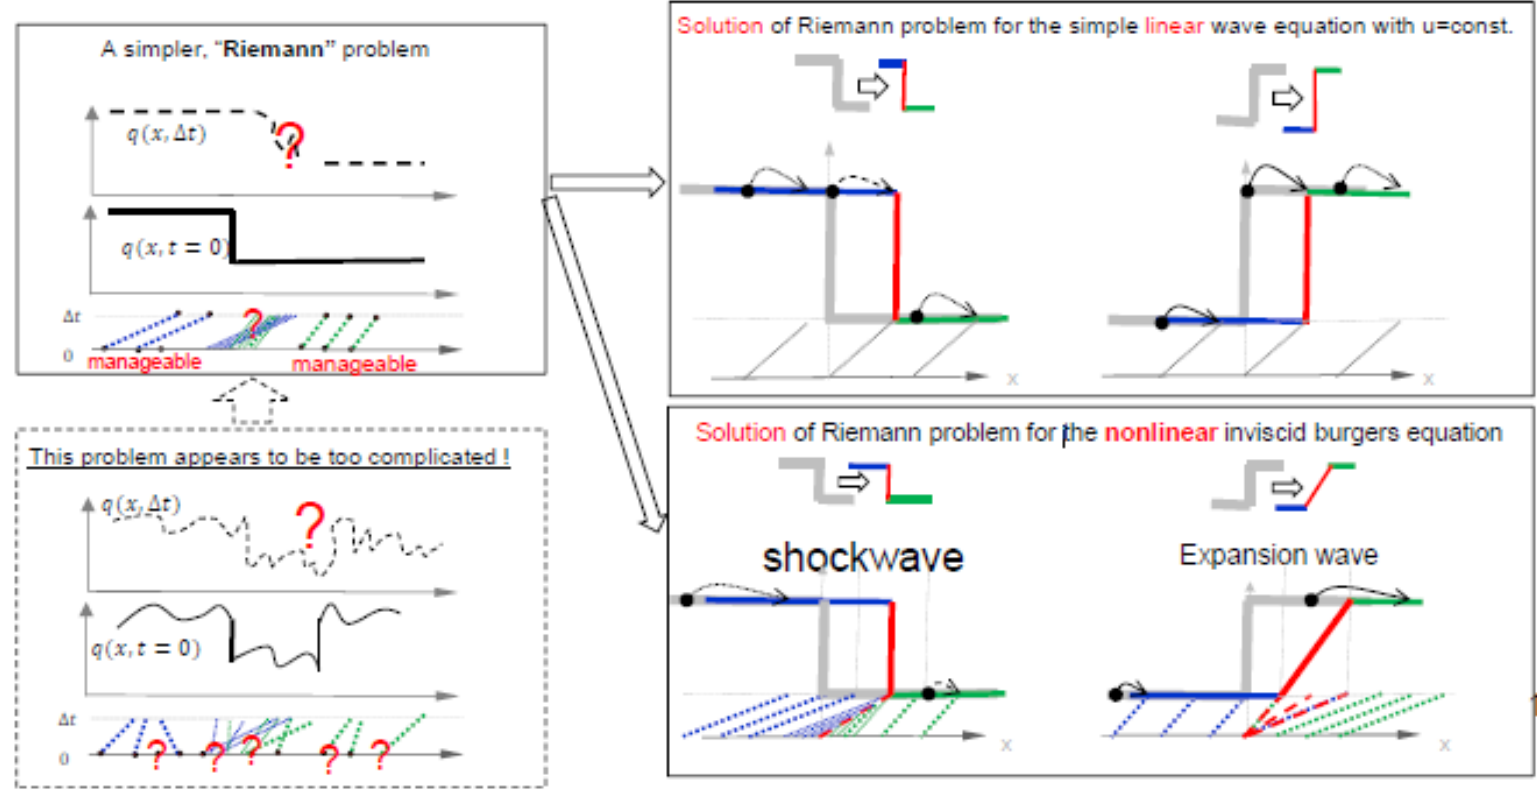 A simpler, “Riemann” problem
q(x, Δt)
?
q(x, t = 0)
Δt
?
0
manageable
manageable
This problem appears to be too complicated !
q(x, Δt)
?
q(x, t = 0)
Δt
0
?
?
?
?
?
Solution of Riemann problem for the simple linear wave equation with u=const.
x
x
Solution of Riemann problem for the nonlinear inviscid burgers equation
shockwave
Expansion wave
x
x